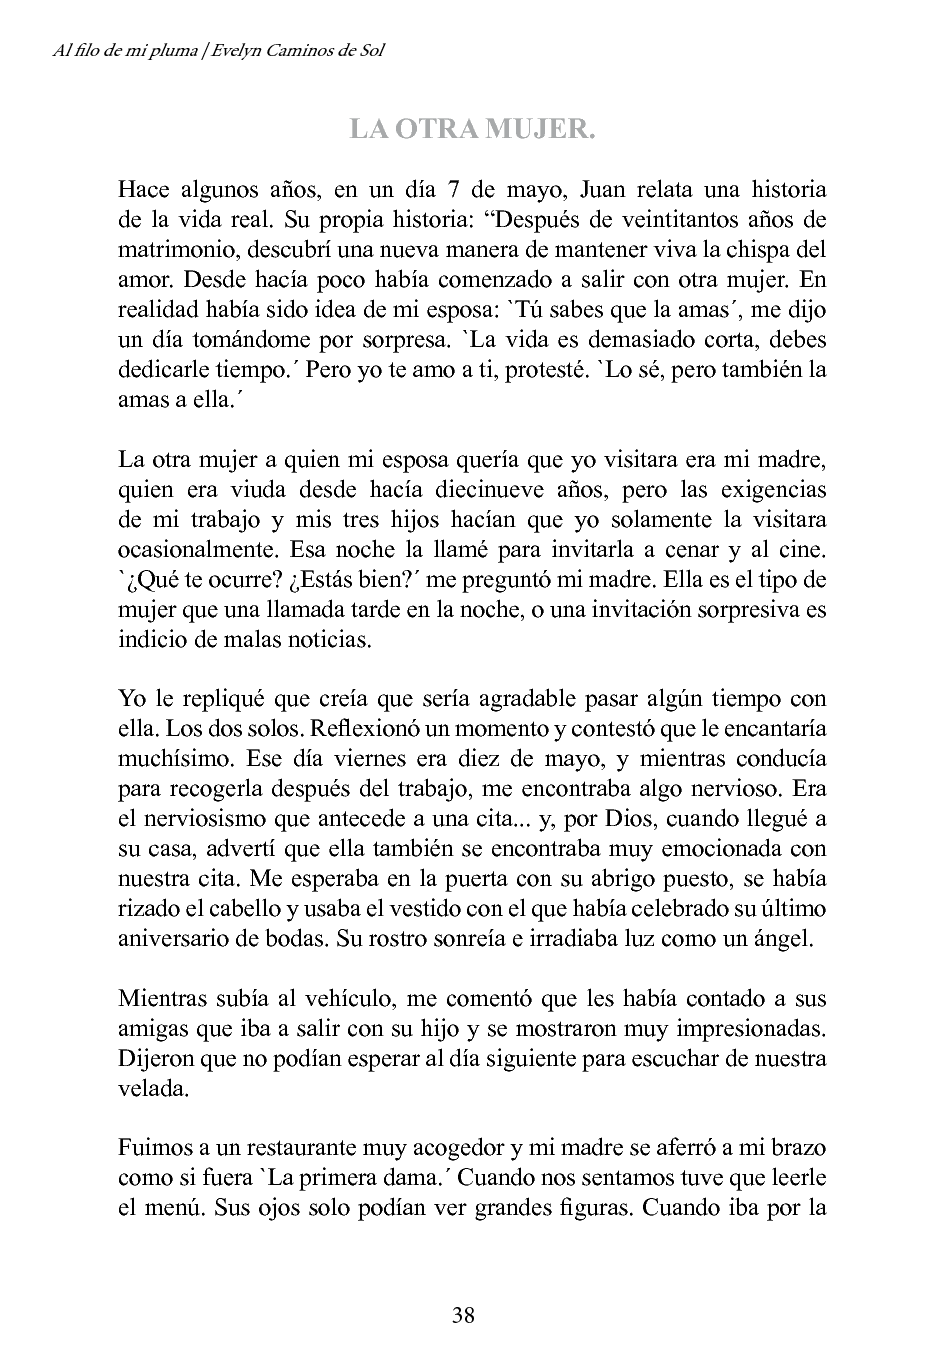 Al filo de mi pluma | Evelyn Caminos de Sol
LA OTRA MUJER.
Hace algunos años, en un día 7 de mayo, Juan relata una historia
de la vida real. Su propia historia: “Después de veintitantos años de
matrimonio, descubrí una nueva manera de mantener viva la chispa del
amor. Desde hacía poco había comenzado a salir con otra mujer. En
realidad había sido idea de mi esposa: `Tú sabes que la amas´, me dijo
un día tomándome por sorpresa. `La vida es demasiado corta, debes
dedicarle tiempo.´ Pero yo te amo a ti, protesté. `Lo sé, pero también la
amas a ella.´
La otra mujer a quien mi esposa quería que yo visitara era mi madre,
quien era viuda desde hacía diecinueve años, pero las exigencias
de mi trabajo y mis tres hijos hacían que yo solamente la visitara
ocasionalmente. Esa noche la llamé para invitarla a cenar y al cine.
`¿Qué te ocurre? ¿Estás bien?´ me preguntó mi madre. Ella es el tipo de
mujer que una llamada tarde en la noche, o una invitación sorpresiva es
indicio de malas noticias.
Yo le repliqué que creía que sería agradable pasar algún tiempo con
ella. Los dos solos. Reflexionó un momento y contestó que le encantaría
muchísimo. Ese día viernes era diez de mayo, y mientras conducía
para recogerla después del trabajo, me encontraba algo nervioso. Era
el nerviosismo que antecede a una cita... y, por Dios, cuando llegué a
su casa, advertí que ella también se encontraba muy emocionada con
nuestra cita. Me esperaba en la puerta con su abrigo puesto, se había
rizado el cabello y usaba el vestido con el que había celebrado su último
aniversario de bodas. Su rostro sonreía e irradiaba luz como un ángel.
Mientras subía al vehículo, me comentó que les había contado a sus
amigas que iba a salir con su hijo y se mostraron muy impresionadas.
Dijeron que no podían esperar al día siguiente para escuchar de nuestra
velada.
Fuimos a un restaurante muy acogedor y mi madre se aferró a mi brazo
como si fuera `La primera dama.´ Cuando nos sentamos tuve que leerle
el menú. Sus ojos solo podían ver grandes figuras. Cuando iba por la
38